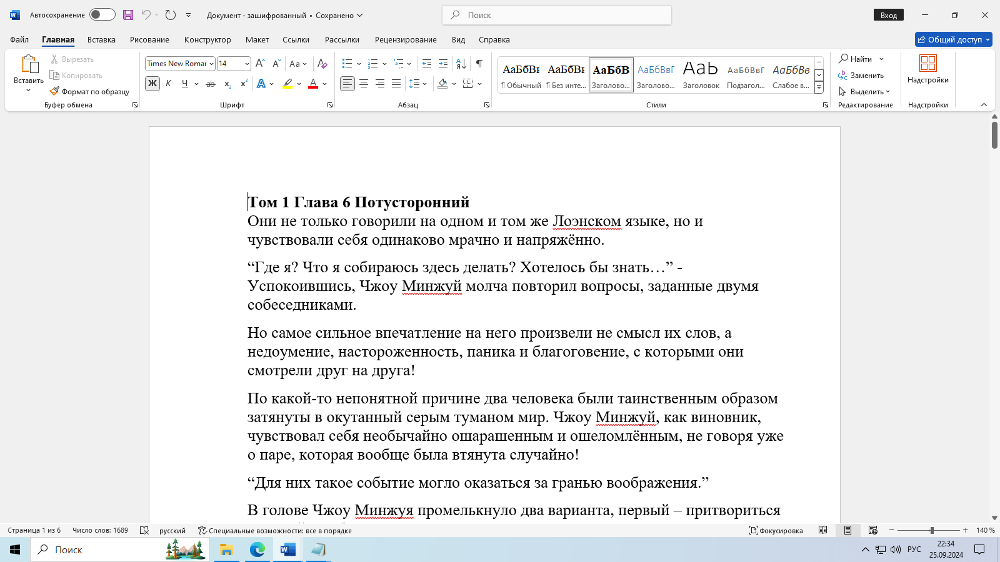 Автосохранение
Документ - зашифрованный • Сохранено
Поиск
Вход
Файл
Главная
Вставка
Рисование
Конструктор
Макет
Ссылки
Рассылки
Рецензирование
Вид
Справка
Общий доступ
Вставить
Вырезать
Копировать
Формат по образцу
Буфер обмена
Times New Roman
14
Шрифт
Абзац
АаБбВв
¶ Обычный
АаБбВв
¶ Без инте...
АаБбВ
Заголово...
АаБбВвГ
Заголово...
АаЬ
Заголовок
АаБбВвГ
Подзагол...
АаБбВв
Слабое в...
Стили
Найти
Заменить
Выделить
Редактирование
Надстройки
Надстройки
Том 1 Глава 6 Потусторонний
Они не только говорили на одном и том же Лоэнском языке, но и
чувствовали себя одинаково мрачно и напряжённо.
“Где я? Что я собираюсь здесь делать? Хотелось бы знать…” -
Успокоившись, Чжоу Минжуй молча повторил вопросы, заданные двумя
собеседниками.
Но самое сильное впечатление на него произвели не смысл их слов, а
недоумение, настороженность, паника и благоговение, с которыми они
смотрели друг на друга!
По какой-то непонятной причине два человека были таинственным образом
затянуты в окутанный серым туманом мир. Чжоу Минжуй, как виновник,
чувствовал себя необычайно ошарашенным и ошеломлённым, не говоря уже
о паре, которая вообще была втянута случайно!
“Для них такое событие могло оказаться за гранью воображения.”
В голове Чжоу Минжуя промелькнуло два варианта, первый – притвориться
Страница 1 из 6
Число слов: 1689
русский
Специальные возможности: все в порядке
Фокусировка
140 %
Поиск
РУС
22:34
25.09.2024